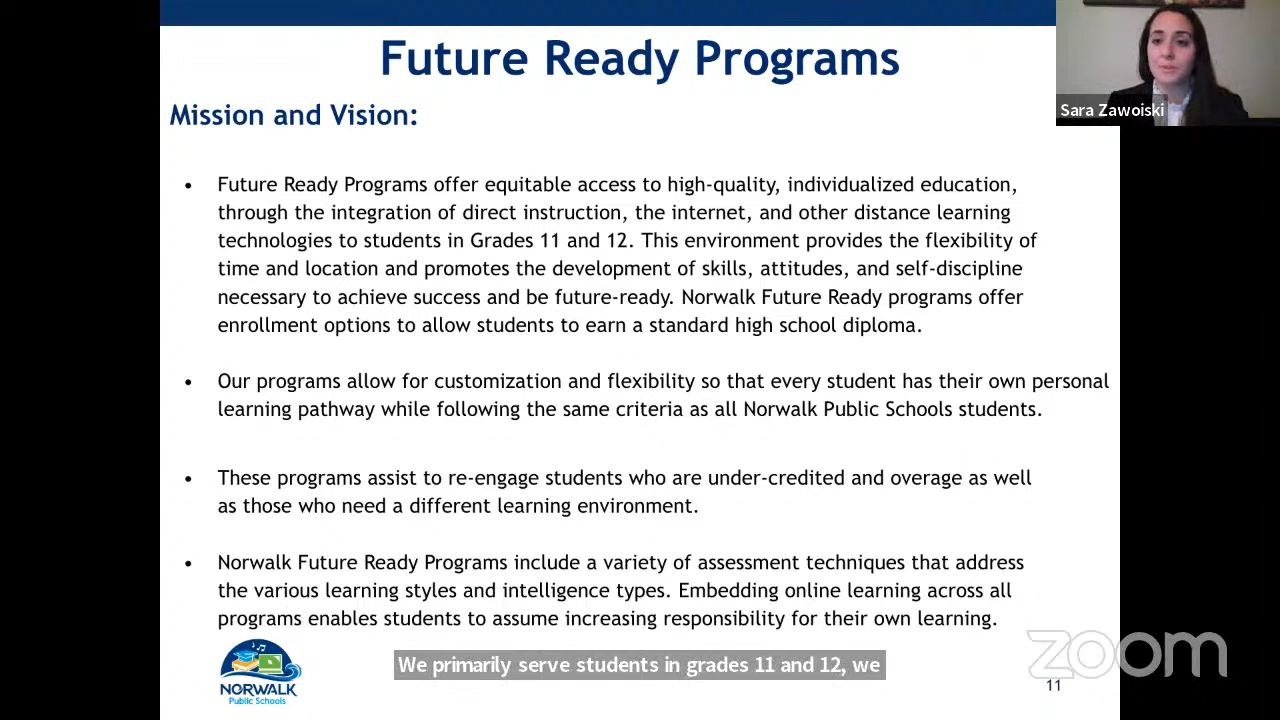 Future Ready Programs
Sara Zawoiski
Mission and Vision:
• Future Ready Programs offer equitable access to high-quality, individualized education,
through the integration of direct instruction, the internet, and other distance learning
technologies to students in Grades 11 and 12. This environment provides the flexibility of
time and location and promotes the development of skills, attitudes, and self-discipline
necessary to achieve success and be future-ready. Norwalk Future Ready programs offer
enrollment options to allow students to earn a standard high school diploma.
• Our programs allow for customization and flexibility so that every student has their own personal
learning pathway while following the same criteria as all Norwalk Public Schools students.
• These programs assist to re-engage students who are under-credited and overage as well
as those who need a different learning environment.
• Norwalk Future Ready Programs include a variety of assessment techniques that address
the various learning styles and intelligence types. Embedding online learning across all
programs enables students to assume increasing responsibility for their own learning.
NORWALK
Public Schools
We primarily serve students in grades 11 and 12, we
zoom
11